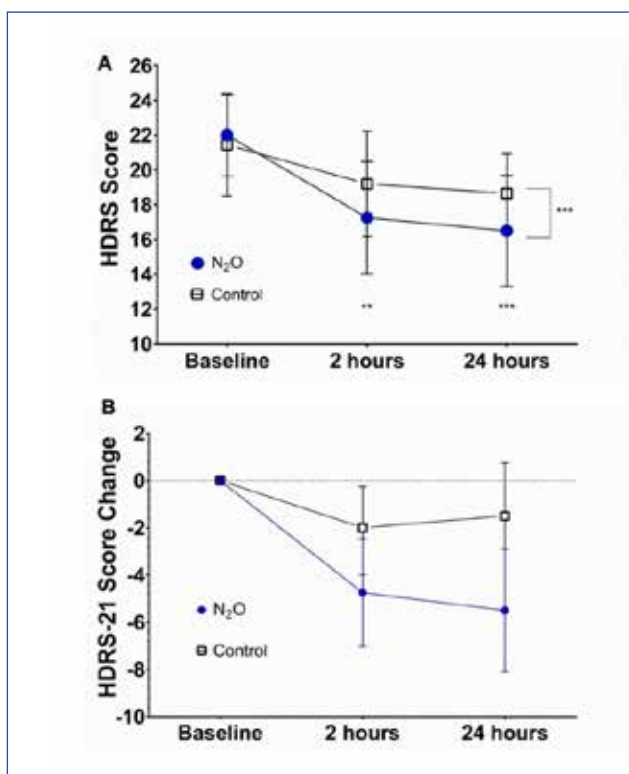 A
26
24
22
20
18
16
14
12
10
HDRS Score
N₂O
Control
***
**
***
Baseline 2 hours 24 hours
B
2
0
-2
-4
-6
-8
-10
HDRS-21 Score Change
N₂O
Control
Baseline 2 hours 24 hours